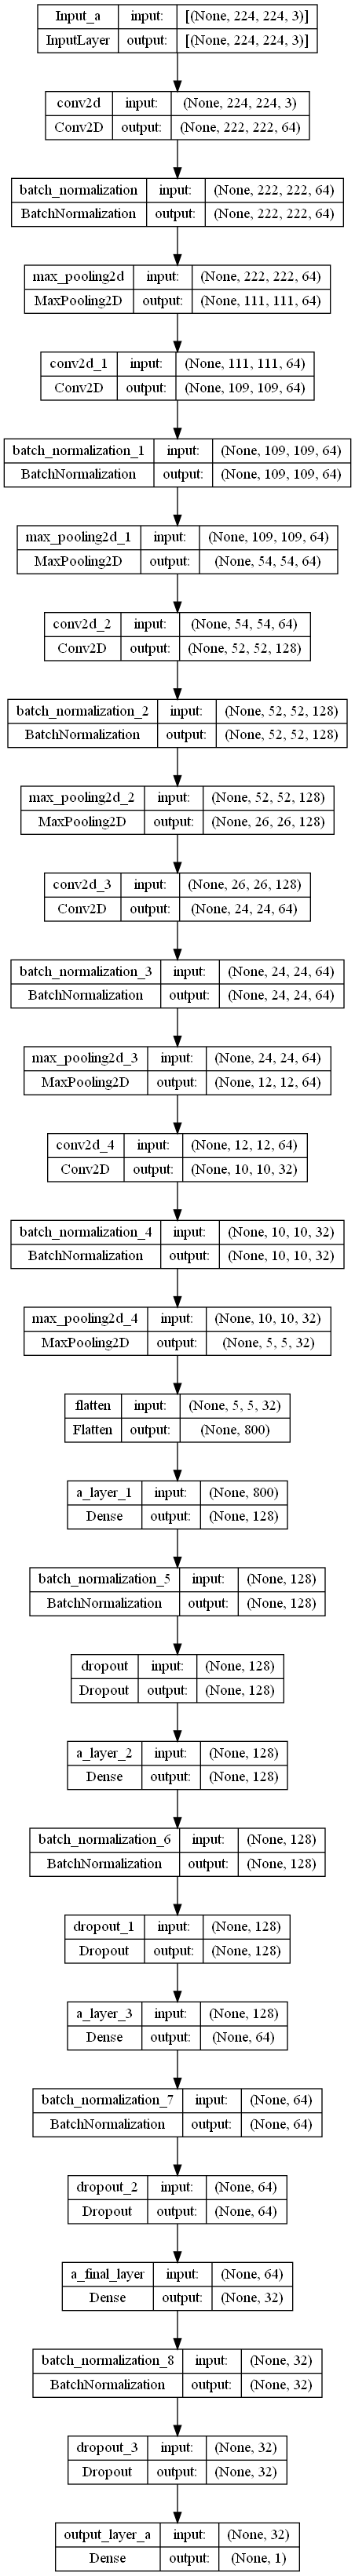 Input_a input: [(None, 224, 224, 3)]
InputLayer output: [(None, 224, 224, 3)]
conv2d input: (None, 224, 224, 3)
Conv2D output: (None, 222, 222, 64)
batch_normalization input: (None, 222, 222, 64)
BatchNormalization output: (None, 222, 222, 64)
max_pooling2d input: (None, 222, 222, 64)
MaxPooling2D output: (None, 111, 111, 64)
conv2d_1 input: (None, 111, 111, 64)
Conv2D output: (None, 109, 109, 64)
batch_normalization_1 input: (None, 109, 109, 64)
BatchNormalization output: (None, 109, 109, 64)
max_pooling2d_1 input: (None, 109, 109, 64)
MaxPooling2D output: (None, 54, 54, 64)
conv2d_2 input: (None, 54, 54, 64)
Conv2D output: (None, 52, 52, 128)
batch_normalization_2 input: (None, 52, 52, 128)
BatchNormalization output: (None, 52, 52, 128)
max_pooling2d_2 input: (None, 52, 52, 128)
MaxPooling2D output: (None, 26, 26, 128)
conv2d_3 input: (None, 26, 26, 128)
Conv2D output: (None, 24, 24, 64)
batch_normalization_3 input: (None, 24, 24, 64)
BatchNormalization output: (None, 24, 24, 64)
max_pooling2d_3 input: (None, 24, 24, 64)
MaxPooling2D output: (None, 12, 12, 64)
conv2d_4 input: (None, 12, 12, 64)
Conv2D output: (None, 10, 10, 32)
batch_normalization_4 input: (None, 10, 10, 32)
BatchNormalization output: (None, 10, 10, 32)
max_pooling2d_4 input: (None, 10, 10, 32)
MaxPooling2D output: (None, 5, 5, 32)
flatten input: (None, 5, 5, 32)
Flatten output: (None, 800)
a_layer_1 input: (None, 800)
Dense output: (None, 128)
batch_normalization_5 input: (None, 128)
BatchNormalization output: (None, 128)
dropout input: (None, 128)
Dropout output: (None, 128)
a_layer_2 input: (None, 128)
Dense output: (None, 128)
batch_normalization_6 input: (None, 128)
BatchNormalization output: (None, 128)
dropout_1 input: (None, 128)
Dropout output: (None, 128)
a_layer_3 input: (None, 128)
Dense output: (None, 64)
batch_normalization_7 input: (None, 64)
BatchNormalization output: (None, 64)
dropout_2 input: (None, 64)
Dropout output: (None, 64)
a_final_layer input: (None, 64)
Dense output: (None, 32)
batch_normalization_8 input: (None, 32)
BatchNormalization output: (None, 32)
dropout_3 input: (None, 32)
Dropout output: (None, 32)
output_layer_a input: (None, 32)
Dense output: (None, 1)